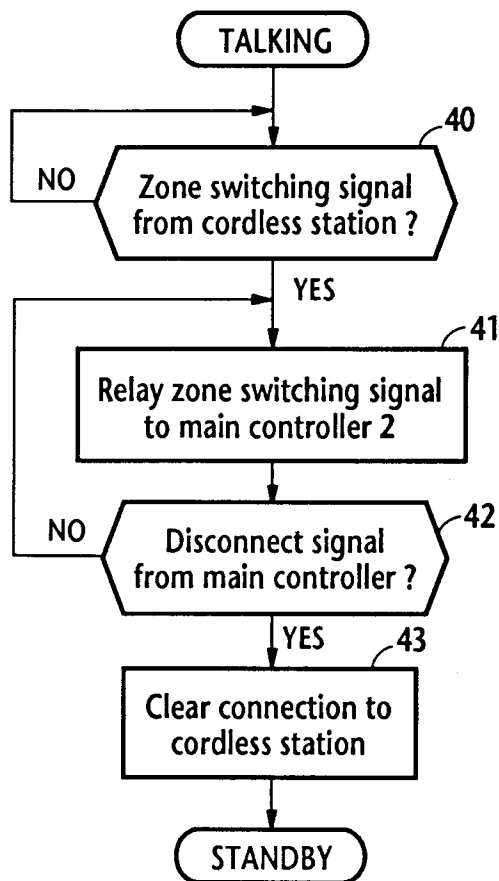 TALKING
40
NO
Zone switching signal
from cordless station ?
YES
41
Relay zone switching signal
to main controller 2
42
NO
Disconnect signal
from main controller ?
YES
43
Clear connection to
cordless station
STANDBY